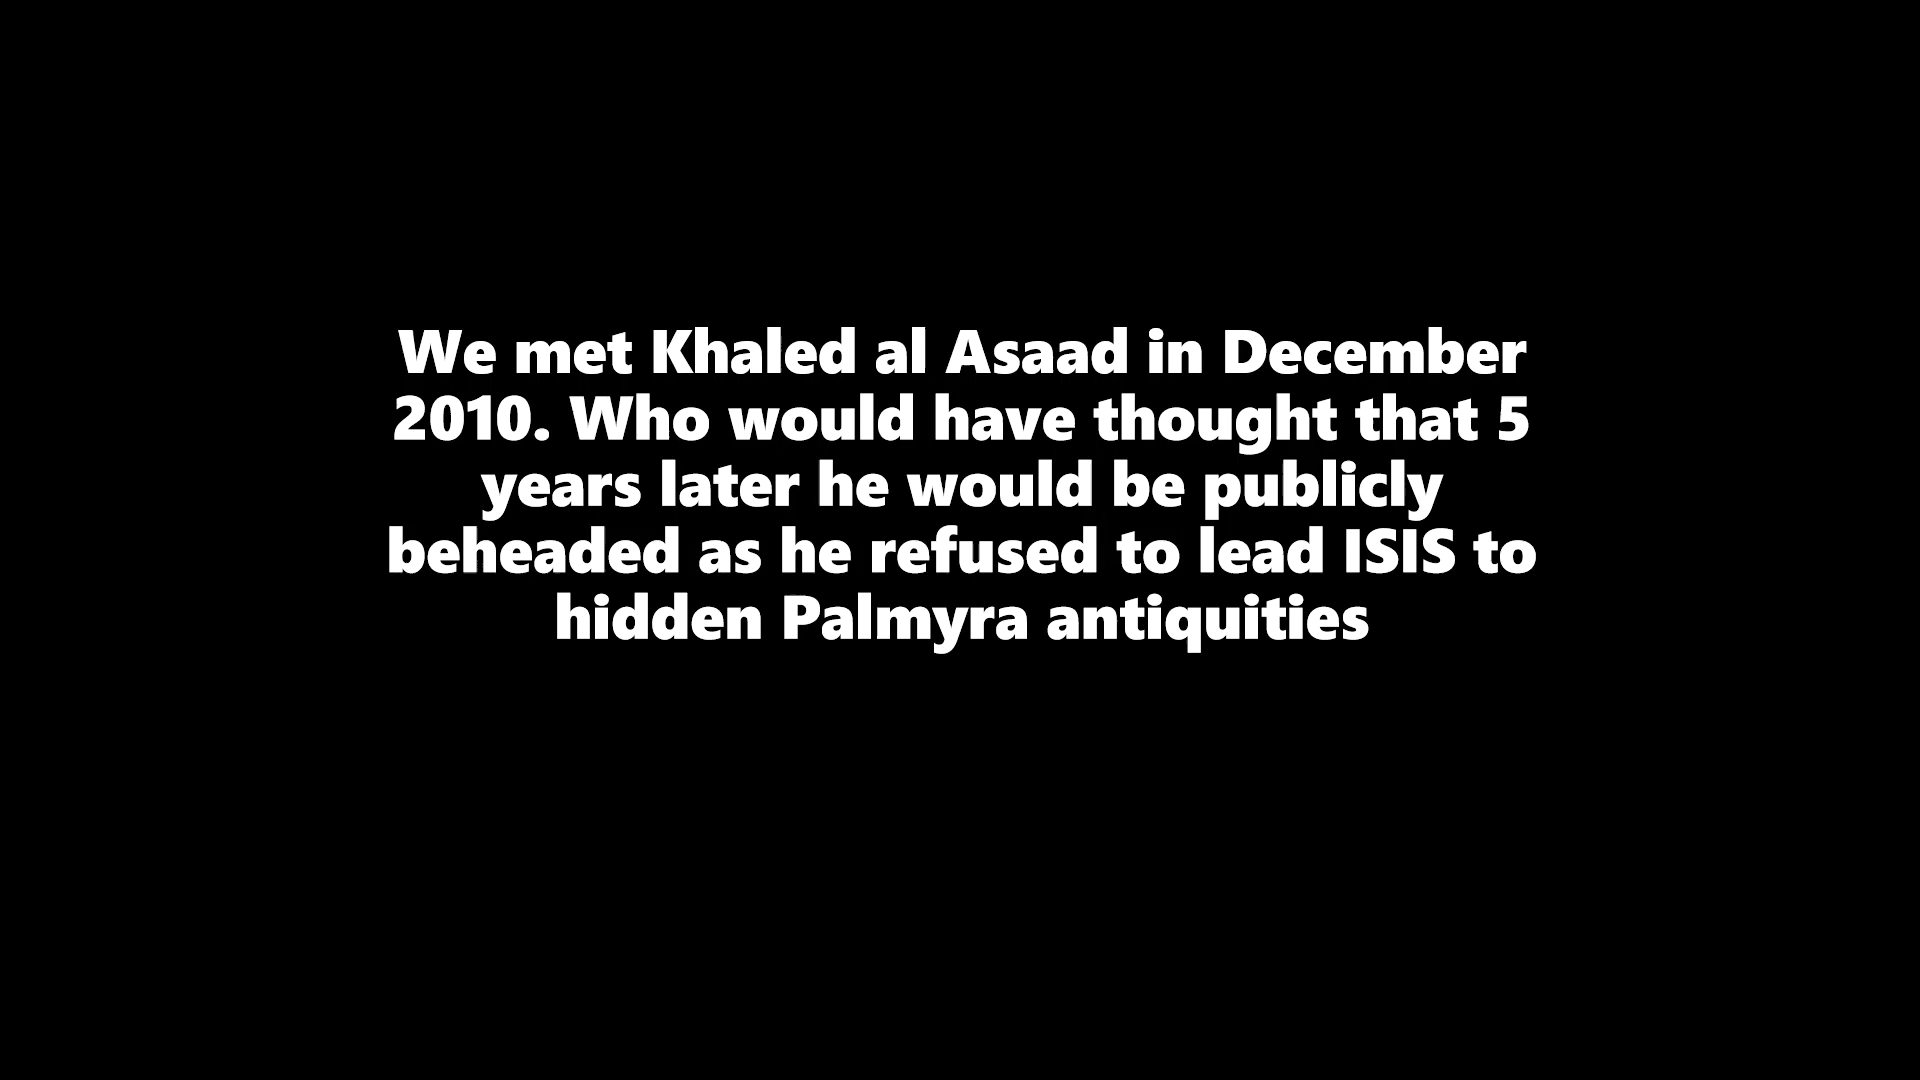 We met Khaled al Asaad in December
2010. Who would have thought that 5
years later he would be publicly
beheaded as he refused to lead ISIS to
hidden Palmyra antiquities